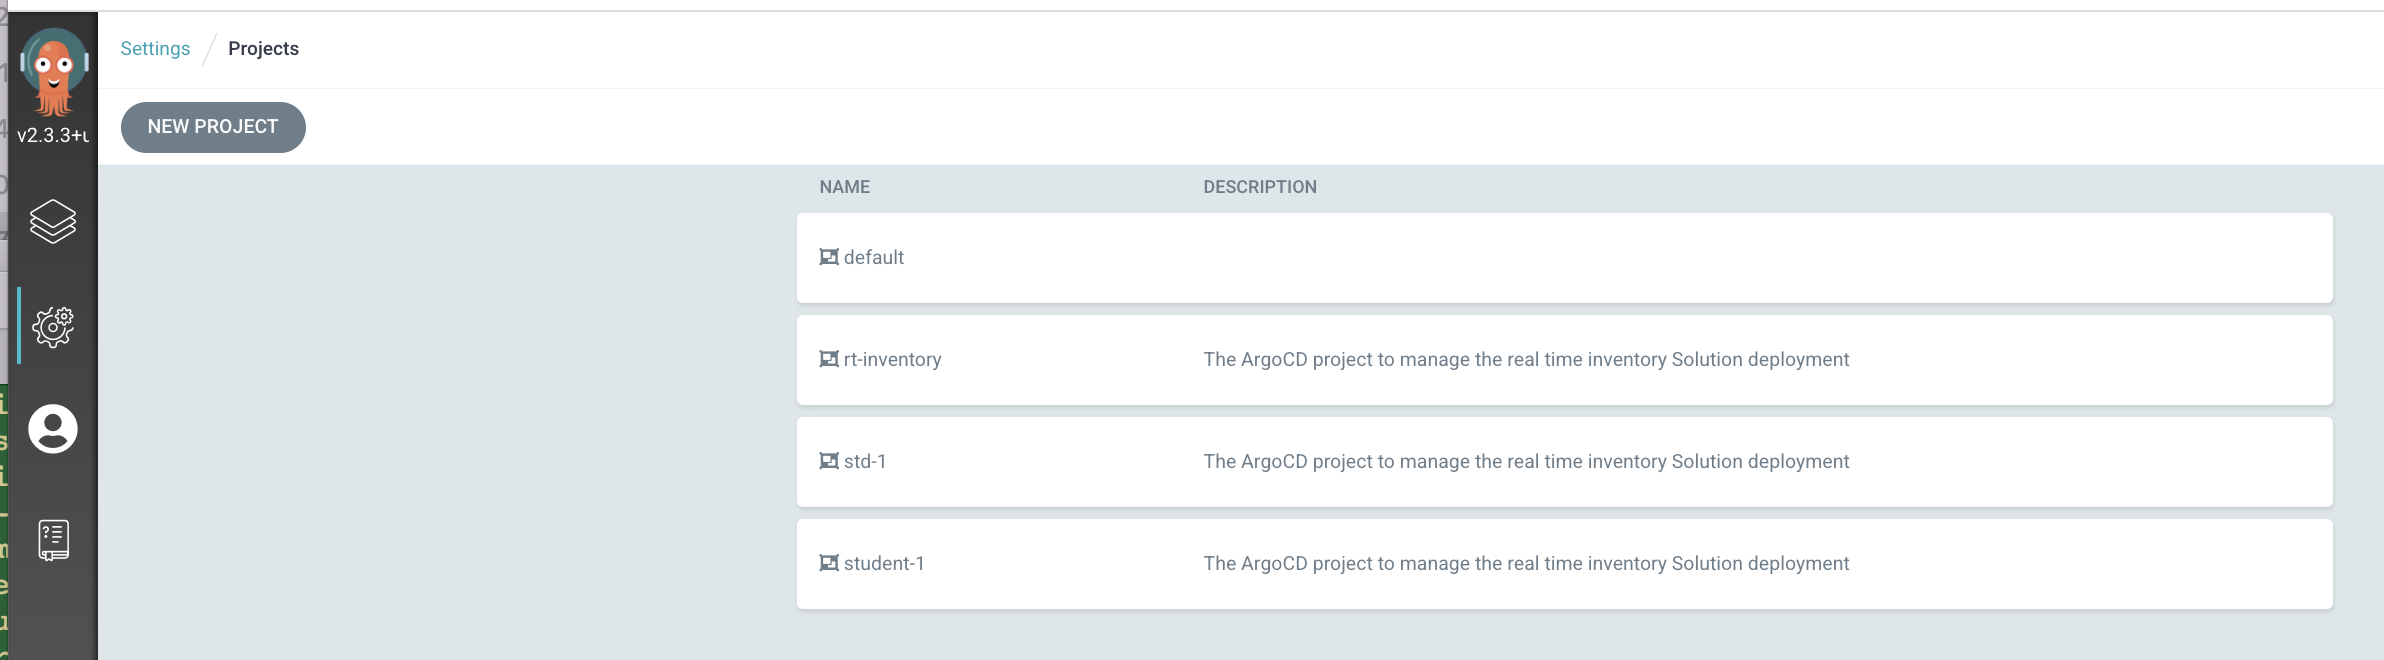 Settings / Projects
v2.3.3+
NEW PROJECT
NAME DESCRIPTION
default
rt-inventory The ArgoCD project to manage the real time inventory Solution deployment
std-1 The ArgoCD project to manage the real time inventory Solution deployment
student-1 The ArgoCD project to manage the real time inventory Solution deployment